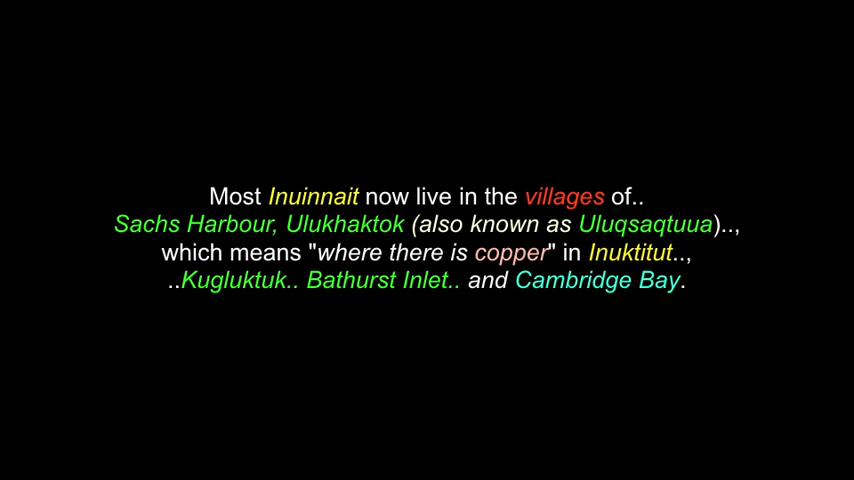 Most Inuinnait now live in the villages of..
Sachs Harbour, Ulukhaktok (also known as Uluqsaqtuua)..,
which means "where there is copper" in Inuktitut..,
..Kugluktuk.. Bathurst Inlet.. and Cambridge Bay.